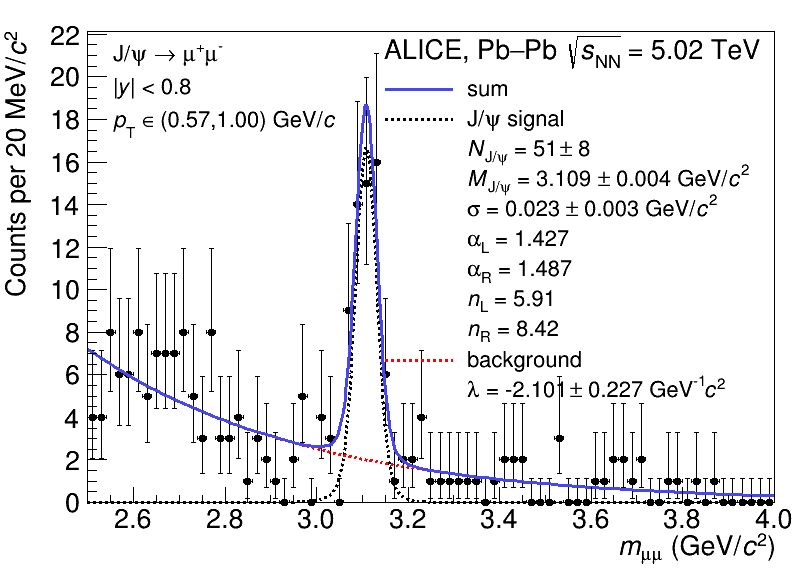 J/ψ → μ⁺μ⁻
|y| < 0.8
p_T ∈ (0.57,1.00) GeV/c
ALICE, Pb–Pb √s_NN = 5.02 TeV
sum
J/ψ signal
N_J/ψ = 51 ± 8
M_J/ψ = 3.109 ± 0.004 GeV/c²
σ = 0.023 ± 0.003 GeV/c²
α_L = 1.427
α_R = 1.487
n_L = 5.91
n_R = 8.42
background
λ = -2.101 ± 0.227 GeV⁻¹c²
Counts per 20 MeV/c²
22
20
18
16
14
12
10
8
6
4
2
0
2.6 2.8 3.0 3.2 3.4 3.6 3.8 4.0
m_μμ (GeV/c²)